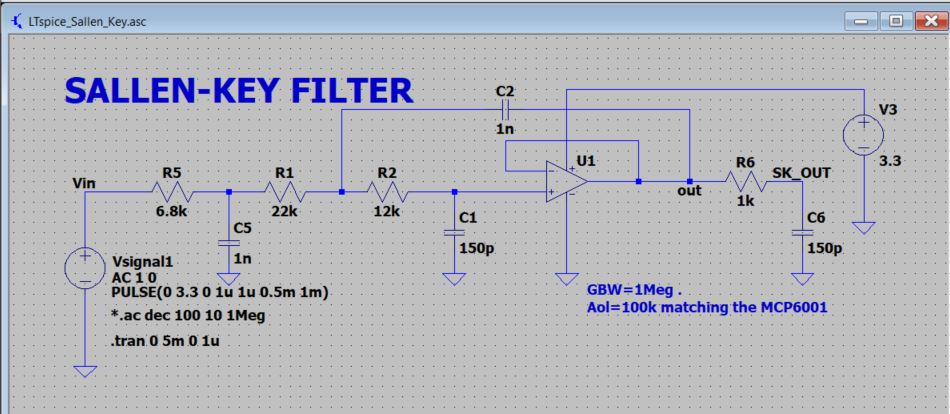 LTspice_Sallen_Key.asc
SALLEN-KEY FILTER
C2
1n
V3
3.3
U1
Vin
R5
6.8k
R1
22k
R2
12k
out
R6
1k
SK_OUT
C5
1n
C1
150p
C6
150p
Vsignal1
AC 1 0
PULSE(0 3.3 0 1u 1u 0.5m 1m)
*.ac dec 100 10 1Meg
.tran 0 5m 0 1u
GBW=1Meg .
Aol=100k matching the MCP6001